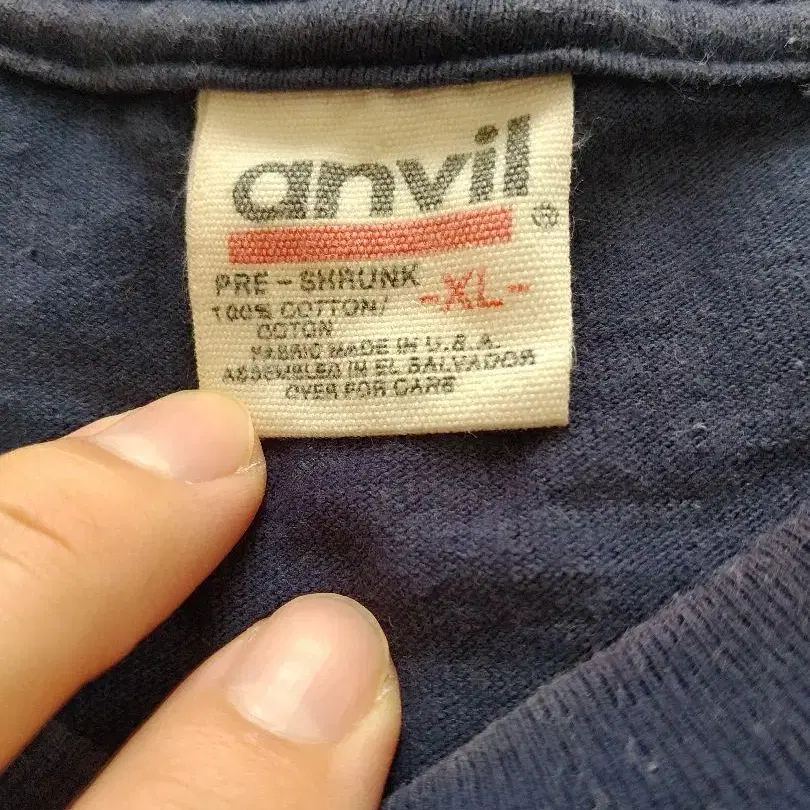 anvil®
PRE-SHRUNK -XL-
100% COTTON/
COTON
FABRIC MADE IN U.S.A.
ASSEMBLED IN EL SALVADOR
OVER FOR CARE